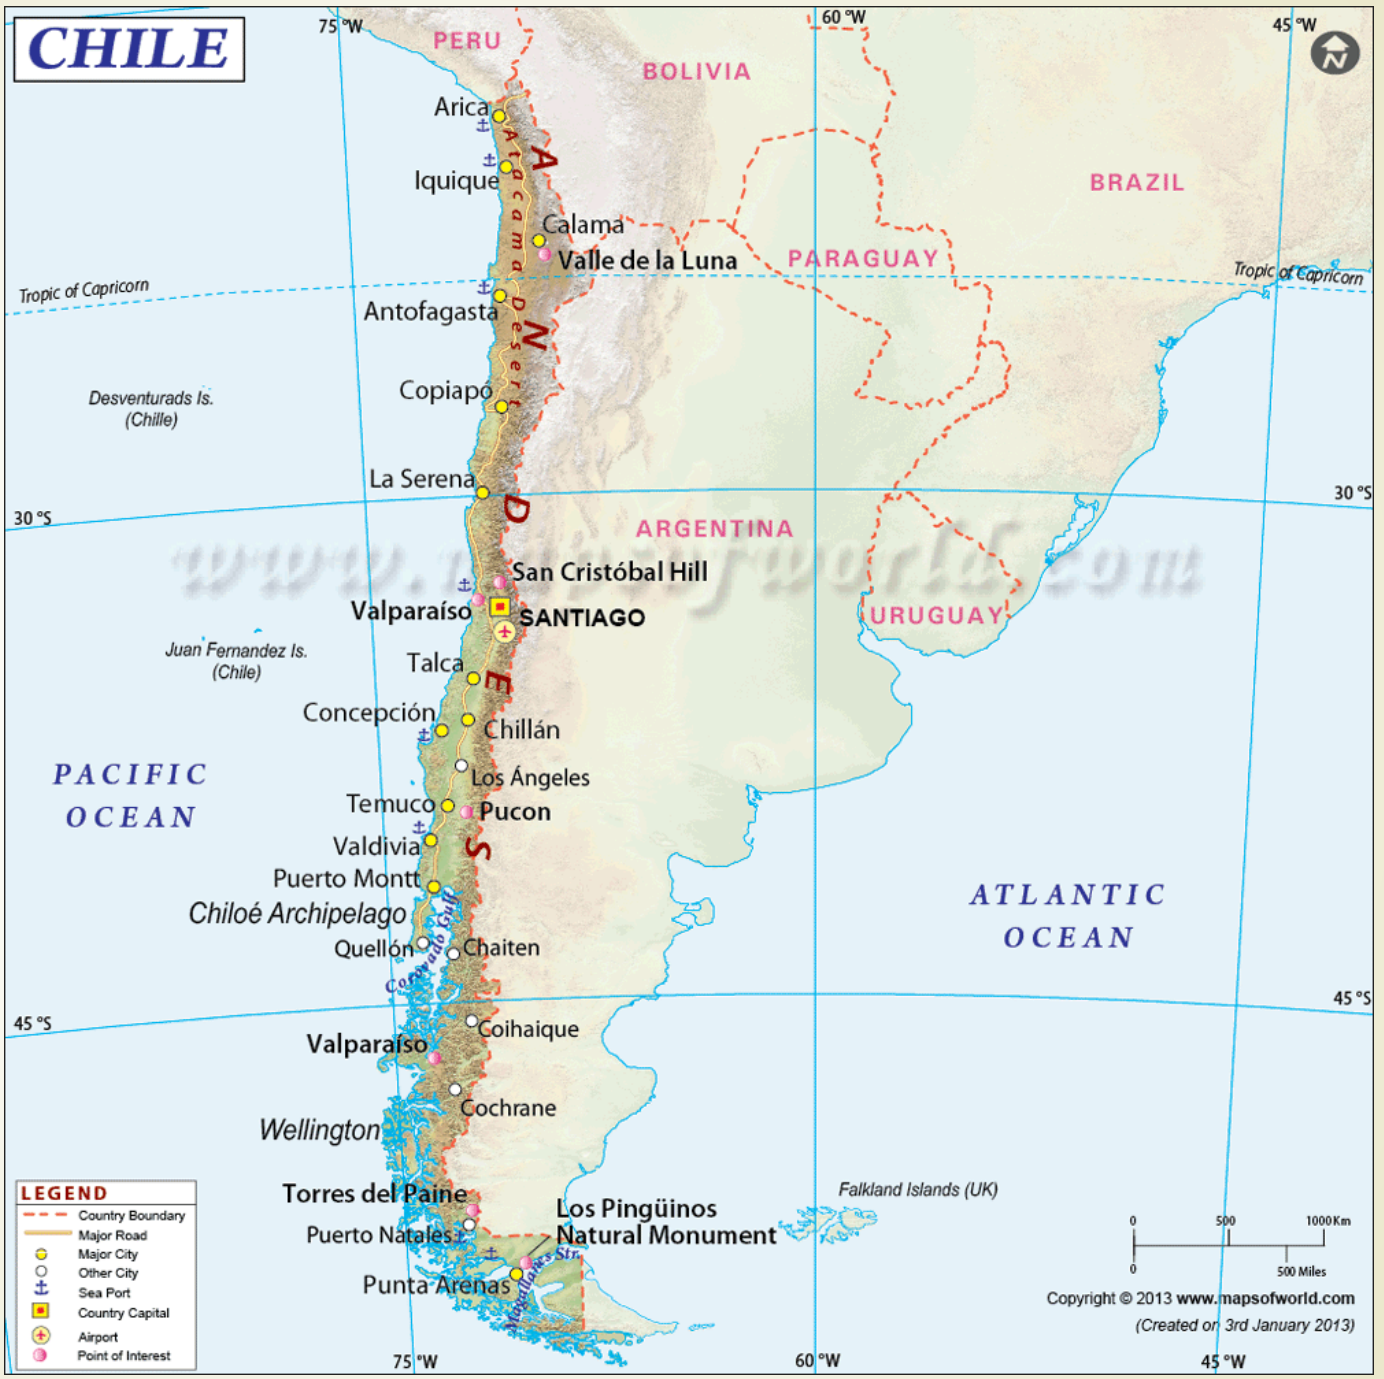 CHILE
75 °W
60 °W
45 °W
N
PERU
BOLIVIA
BRAZIL
PARAGUAY
Arica
Iquique
Atacama Desert
ANDES
Calama
Valle de la Luna
Tropic of Capricorn
Tropic of Capricorn
Antofagasta
Desventurads Is.
(Chille)
Copiapó
La Serena
30 °S
30 °S
ARGENTINA
www.mapsofworld.com
San Cristóbal Hill
Valparaíso
SANTIAGO
URUGUAY
Juan Fernandez Is.
(Chile)
Talca
Concepción
Chillán
PACIFIC
OCEAN
Los Ángeles
Temuco
Pucon
Valdivia
Puerto Montt
Chiloé Archipelago
Quellón
Corovado Gulf
Chaiten
ATLANTIC
OCEAN
45 °S
45 °S
Coihaique
Valparaíso
Cochrane
Wellington
Torres del Paine
Puerto Natales
Los Pingüinos
Natural Monument
Magallanes Str.
Punta Arenas
Falkland Islands (UK)
LEGEND
Country Boundary
Major Road
Major City
Other City
Sea Port
Country Capital
Airport
Point of Interest
0 500 1000Km
0 500 Miles
Copyright © 2013 www.mapsofworld.com
(Created on 3rd January 2013)
75 °W
60 °W
45 °W